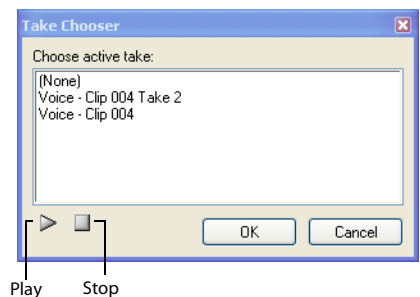 Take Chooser
Choose active take:
(None)
Voice - Clip 004 Take 2
Voice - Clip 004
OK
Cancel
Play
Stop